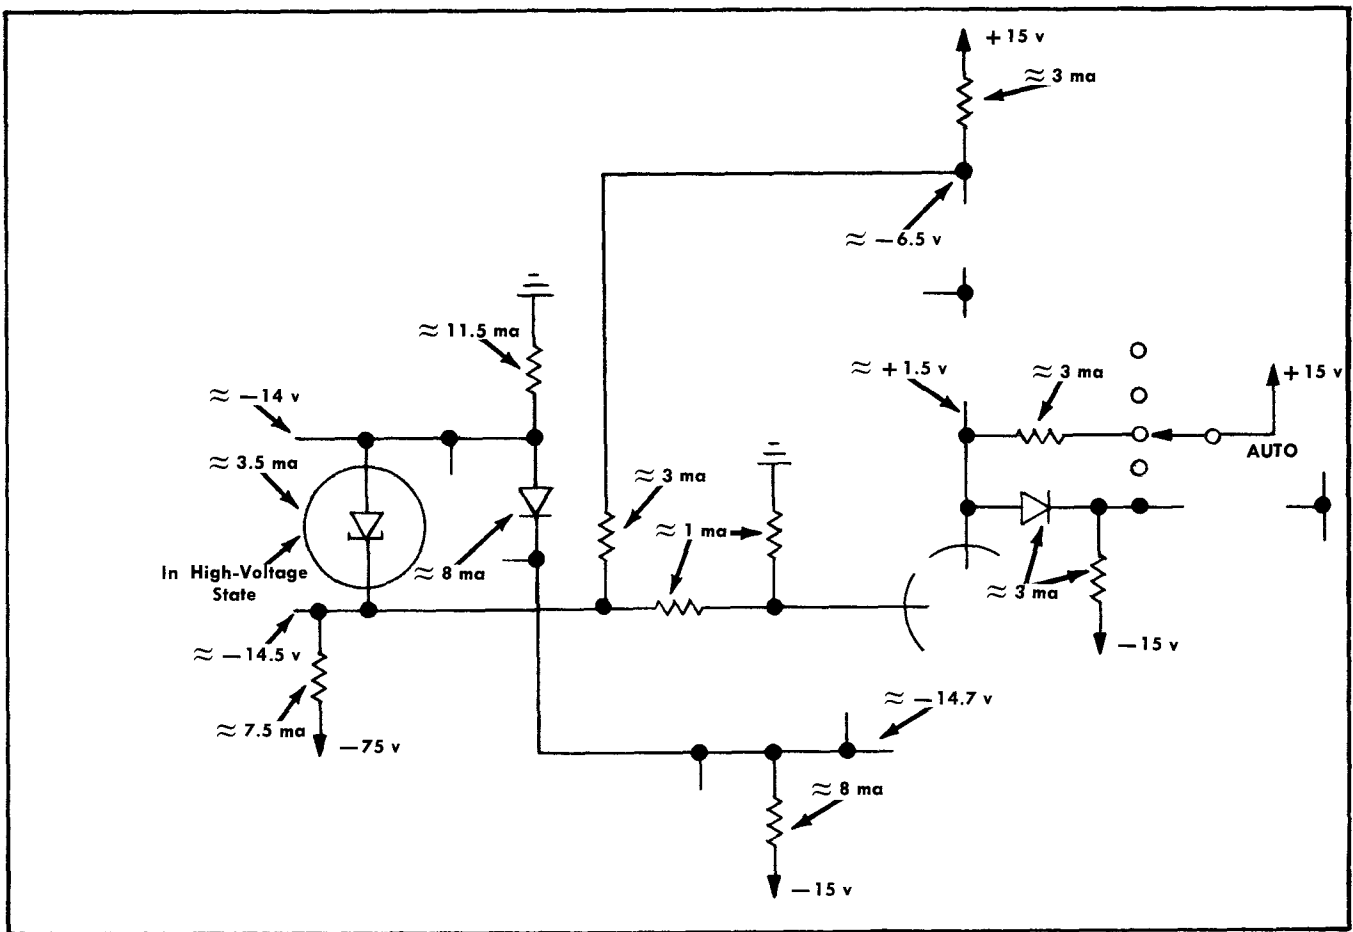 +15 v
≈ 3 ma
≈ −6.5 v
≈ 11.5 ma
≈ +1.5 v
≈ 3 ma
+15 v
≈ −14 v
AUTO
≈ 3.5 ma
≈ 3 ma
≈ 1 ma
In High-Voltage
State
≈ 8 ma
≈ 3 ma
≈ −14.5 v
−15 v
≈ −14.7 v
≈ 7.5 ma
−75 v
≈ 8 ma
−15 v